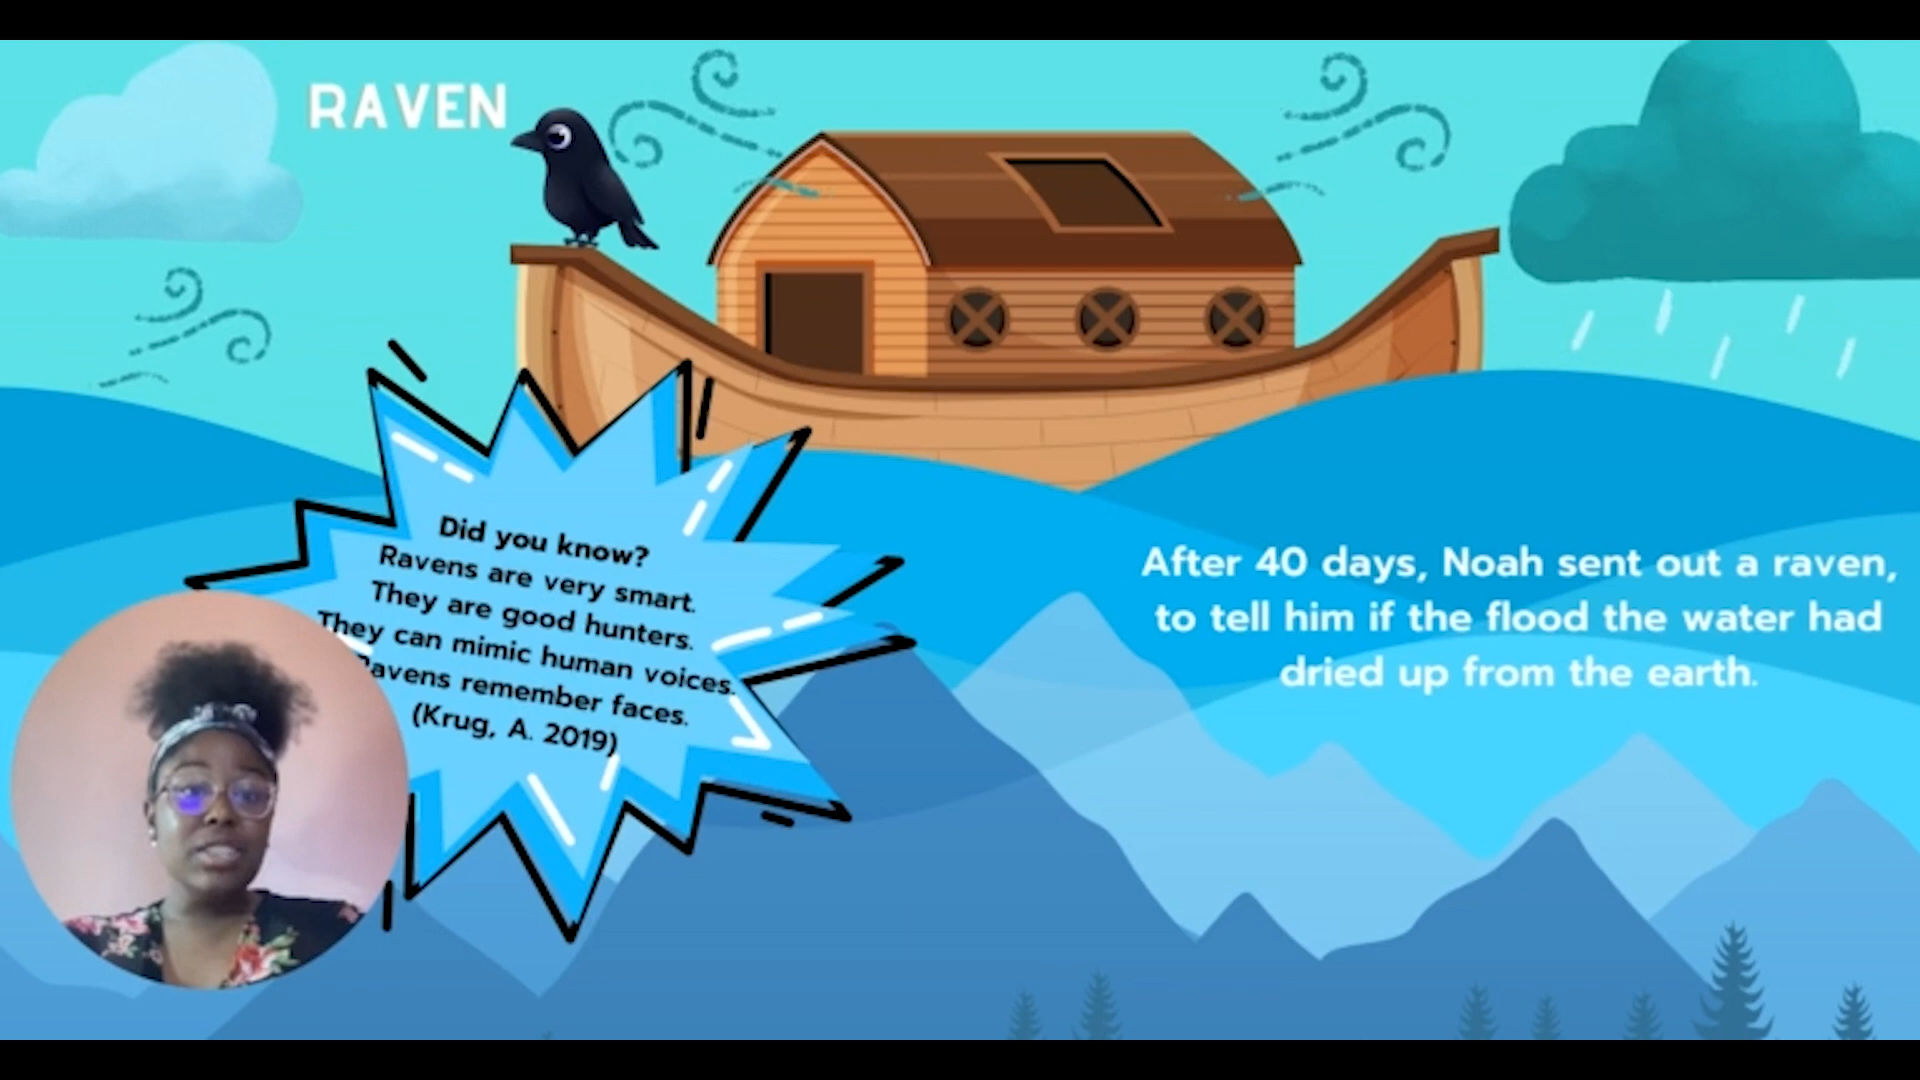 RAVEN
Did you know?
Ravens are very smart.
They are good hunters.
They can mimic human voices.
Ravens remember faces.
(Krug, A. 2019)
After 40 days, Noah sent out a raven,
to tell him if the flood the water had
dried up from the earth.